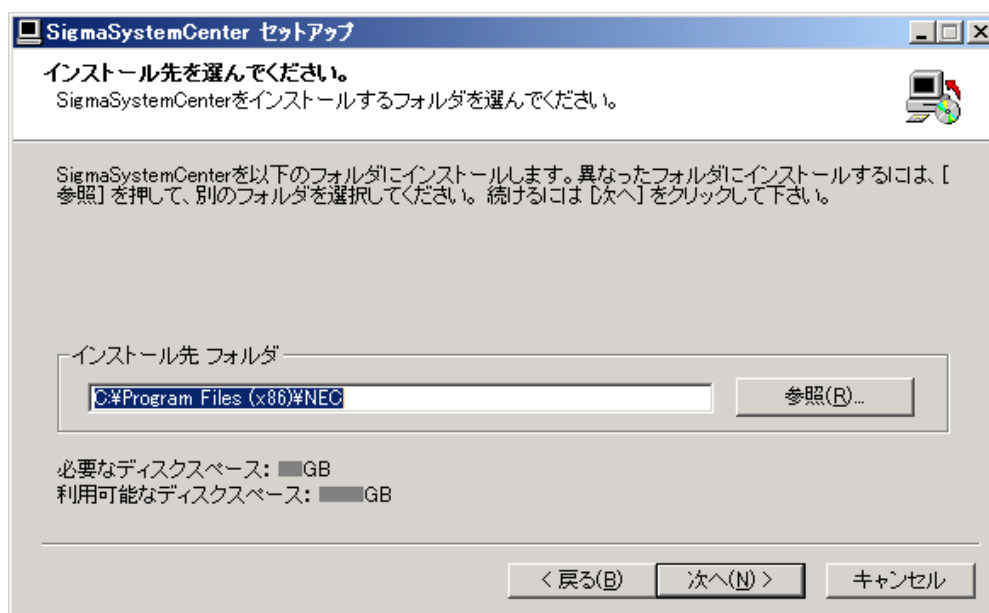 SigmaSystemCenter セットアップ
インストール先を選んでください。
SigmaSystemCenterをインストールするフォルダを選んでください。
SigmaSystemCenterを以下のフォルダにインストールします。異なったフォルダにインストールするには、[
参照] を押して、別のフォルダを選択してください。続けるには [次へ] をクリックして下さい。
インストール先 フォルダ
C:¥Program Files (x86)¥NEC
参照(R)...
必要なディスクスペース: GB
利用可能なディスクスペース: GB
< 戻る(B)
次へ(N) >
キャンセル